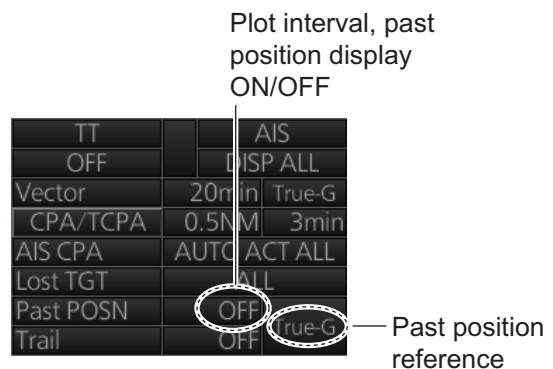 Plot interval, past
position display
ON/OFF
TT AIS
OFF DISP ALL
Vector 20min True-G
CPA/TCPA 0.5NM 3min
AIS CPA AUTO ACT ALL
Lost TGT ALL
Past POSN OFF True-G
Trail OFF
Past position
reference